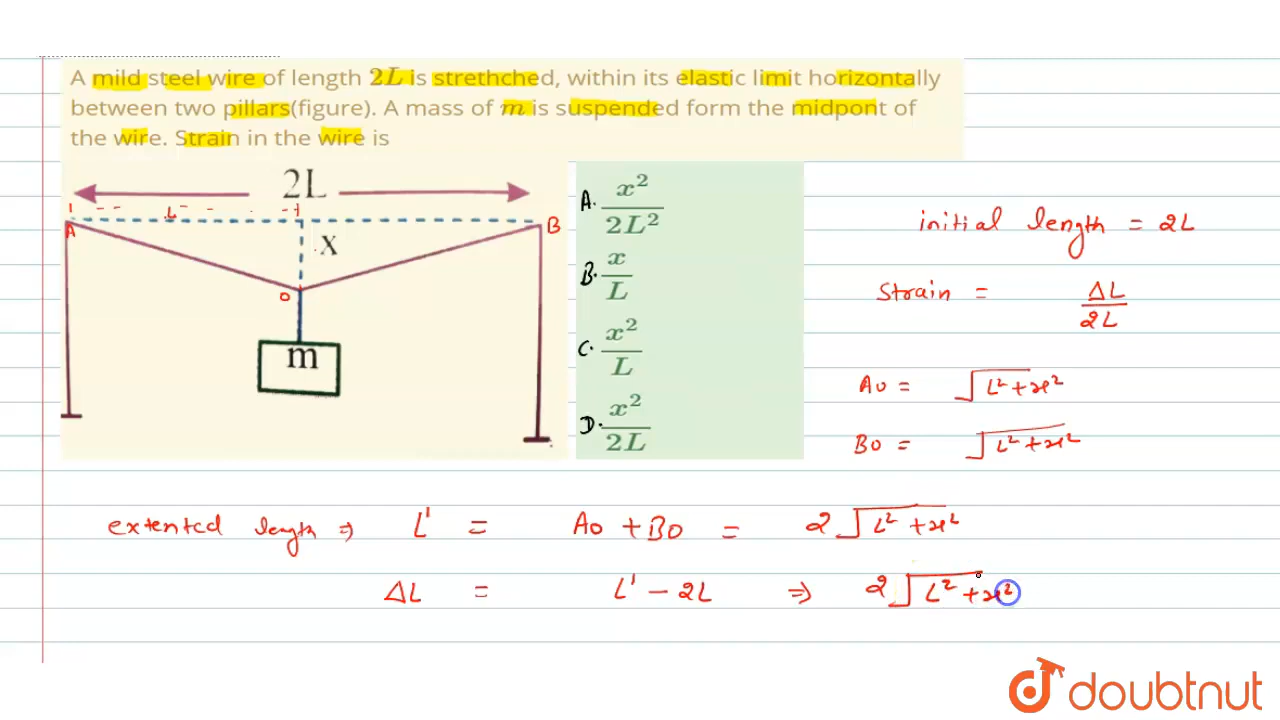 A mild steel wire of length 2L is strethched, within its elastic limit horizontally
between two pillars(figure). A mass of m is suspended form the midpont of
the wire. Strain in the wire is
2L
L
A
B
X
O
m
A. x²/2L²
B. x/L
C. x²/L
D. x²/2L
initial length = 2L
Strain = ΔL/2L
AO = √L² + x²
BO = √L² + x²
extented length ⇒ L' = AO + BO = 2√L² + x²
ΔL = L' − 2L ⇒ 2√L² + x²
doubtnut